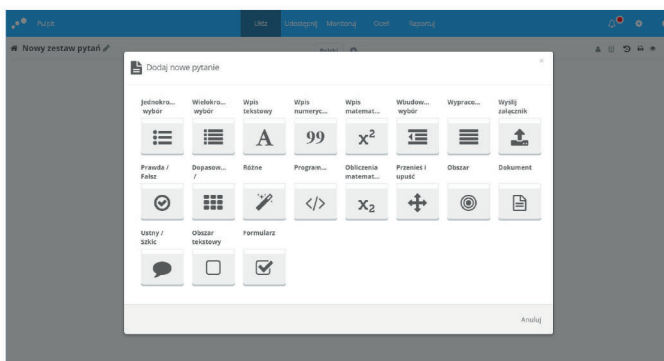 Pulpit Utwórz Udostępnij Monitoruj Oceń Raportuj
Nowy zestaw pytań
Polski
Dodaj nowe pytanie
×
Jednokro... wybór
Wielokro... wybór
Wpis tekstowy
Wpis numeryc...
Wpis matemat...
Wbudow... wybór
Wypraco...
Wyślij załącznik
A 99 x²
Prawda / Fałsz
Dopasow... /
Różne
Program...
Obliczenia matemat...
Przenieś i upuść
Obszar
Dokument
</> x₂
Ustny / Szkic
Obszar tekstowy
Formularz
Anuluj